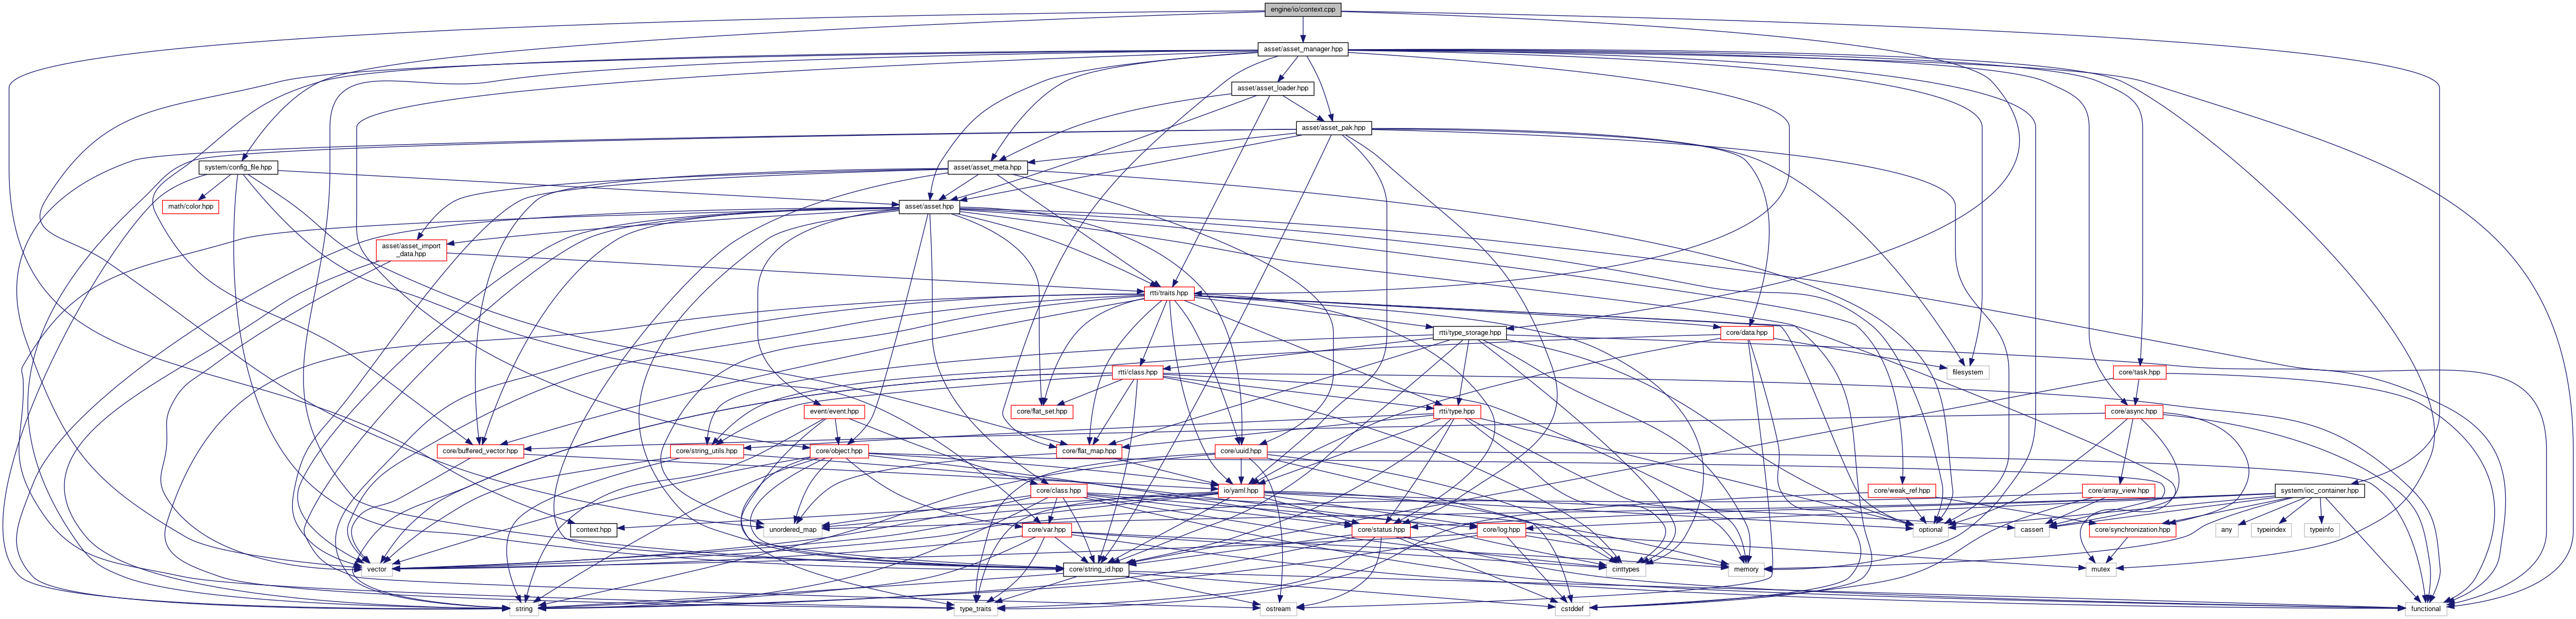 engine/io/context.cpp
asset/asset_manager.hpp
asset/asset_loader.hpp
asset/asset_pak.hpp
system/config_file.hpp
asset/asset_meta.hpp
math/color.hpp
asset/asset.hpp
asset/asset_import
_data.hpp
rtti/traits.hpp
rtti/type_storage.hpp
core/data.hpp
rtti/class.hpp
filesystem
core/task.hpp
event/event.hpp
core/flat_set.hpp
rtti/type.hpp
core/async.hpp
core/buffered_vector.hpp
core/string_utils.hpp
core/object.hpp
core/flat_map.hpp
core/uuid.hpp
core/class.hpp
io/yaml.hpp
core/weak_ref.hpp
core/array_view.hpp
system/ioc_container.hpp
context.hpp
unordered_map
core/var.hpp
core/status.hpp
core/log.hpp
optional
cassert
core/synchronization.hpp
any
typeindex
typeinfo
vector
core/string_id.hpp
cinttypes
memory
mutex
string
type_traits
ostream
cstddef
functional